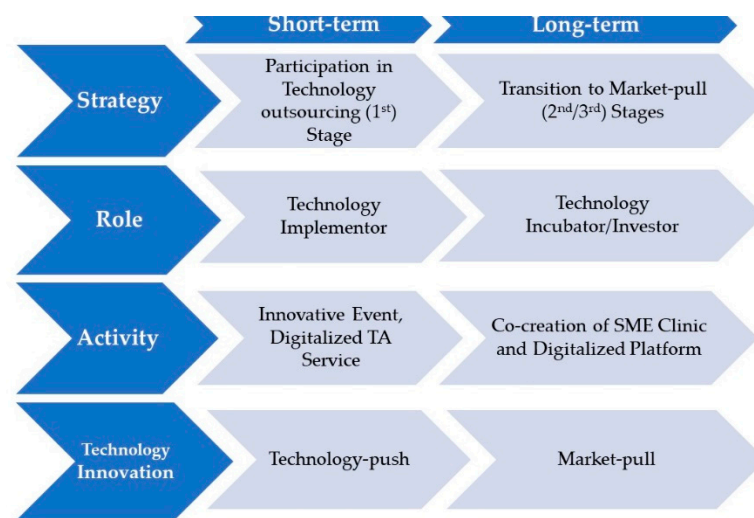 Short-term
Long-term
Strategy
Participation in
Technology
outsourcing (1st)
Stage
Transition to Market-pull
(2nd/3rd) Stages
Role
Technology
Implementor
Technology
Incubator/Investor
Activity
Innovative Event,
Digitalized TA
Service
Co-creation of SME Clinic
and Digitalized Platform
Technology
Innovation
Technology-push
Market-pull